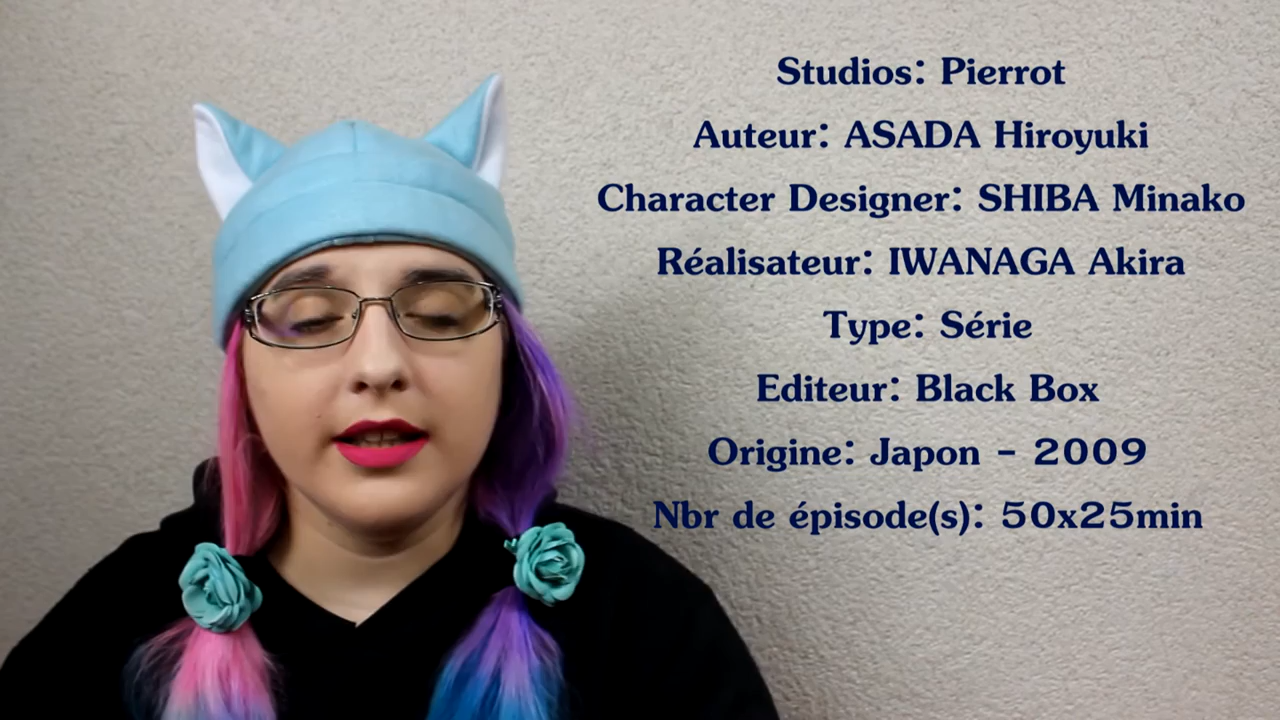 Studios: Pierrot
Auteur: ASADA Hiroyuki
Character Designer: SHIBA Minako
Réalisateur: IWANAGA Akira
Type: Série
Editeur: Black Box
Origine: Japon - 2009
Nbr de épisode(s): 50x25min